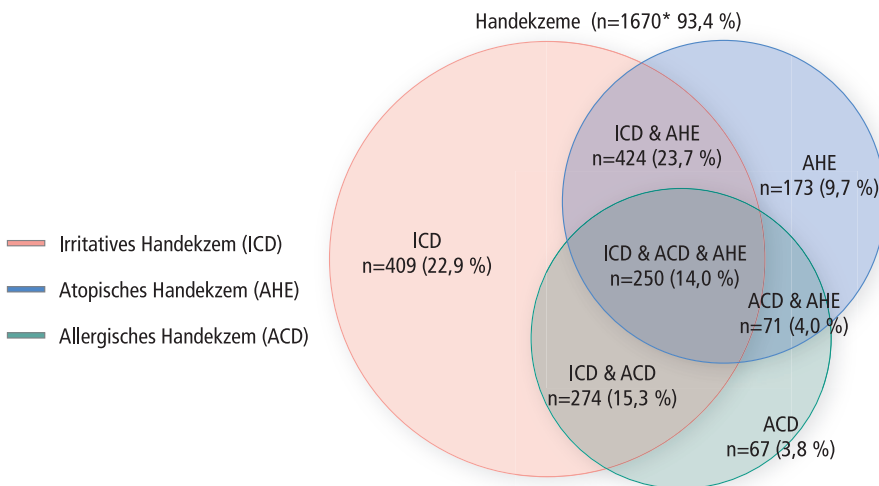 Handekzeme (n=1670* 93,4 %)
ICD & AHE
n=424 (23,7 %)
AHE
n=173 (9,7 %)
Irritatives Handekzem (ICD)
Atopisches Handekzem (AHE)
Allergisches Handekzem (ACD)
ICD
n=409 (22,9 %)
ICD & ACD & AHE
n=250 (14,0 %)
ACD & AHE
n=71 (4,0 %)
ICD & ACD
n=274 (15,3 %)
ACD
n=67 (3,8 %)